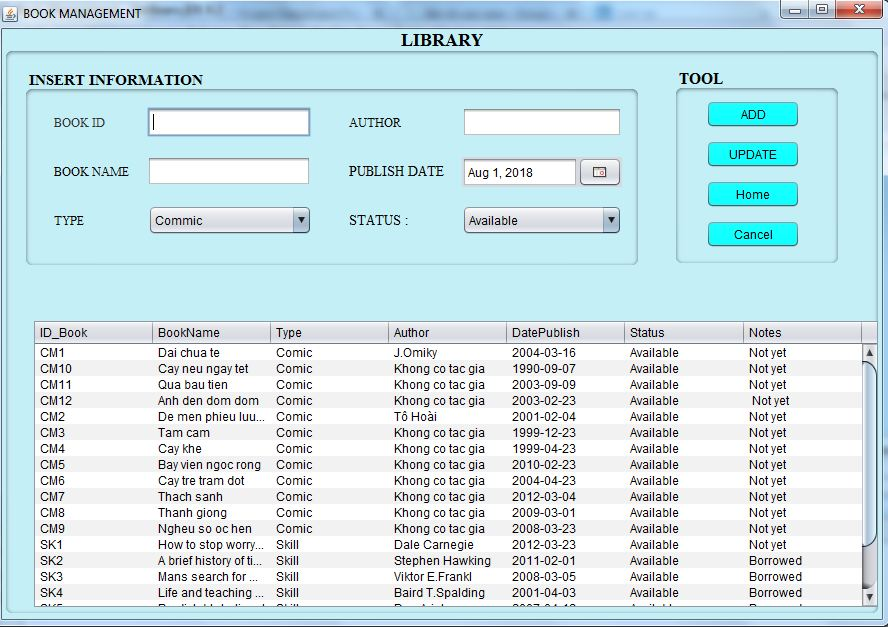 BOOK MANAGEMENT
LIBRARY
INSERT INFORMATION
TOOL
BOOK ID
AUTHOR
ADD
BOOK NAME
PUBLISH DATE
Aug 1, 2018
UPDATE
Home
TYPE
Commic
STATUS :
Available
Cancel
ID_Book BookName Type Author DatePublish Status Notes
CM1 Dai chua te Comic J.Omiky 2004-03-16 Available Not yet
CM10 Cay neu ngay tet Comic Khong co tac gia 1990-09-07 Available Not yet
CM11 Qua bau tien Comic Khong co tac gia 2003-09-09 Available Not yet
CM12 Anh den dom dom Comic Khong co tac gia 2003-02-23 Available Not yet
CM2 De men phieu luu... Comic Tô Hoài 2001-02-04 Available Not yet
CM3 Tam cam Comic Khong co tac gia 1999-12-23 Available Not yet
CM4 Cay khe Comic Khong co tac gia 1999-04-23 Available Not yet
CM5 Bay vien ngoc rong Comic Khong co tac gia 2010-02-23 Available Not yet
CM6 Cay tre tram dot Comic Khong co tac gia 2004-04-23 Available Not yet
CM7 Thach sanh Comic Khong co tac gia 2012-03-04 Available Not yet
CM8 Thanh giong Comic Khong co tac gia 2009-03-01 Available Not yet
CM9 Ngheu so oc hen Comic Khong co tac gia 2008-03-23 Available Not yet
SK1 How to stop worry... Skill Dale Carnegie 2012-03-23 Available Not yet
SK2 A brief history of ti... Skill Stephen Hawking 2011-02-01 Available Borrowed
SK3 Mans search for ... Skill Viktor E.Frankl 2008-03-05 Available Borrowed
SK4 Life and teaching ... Skill Baird T.Spalding 2001-04-03 Available Borrowed